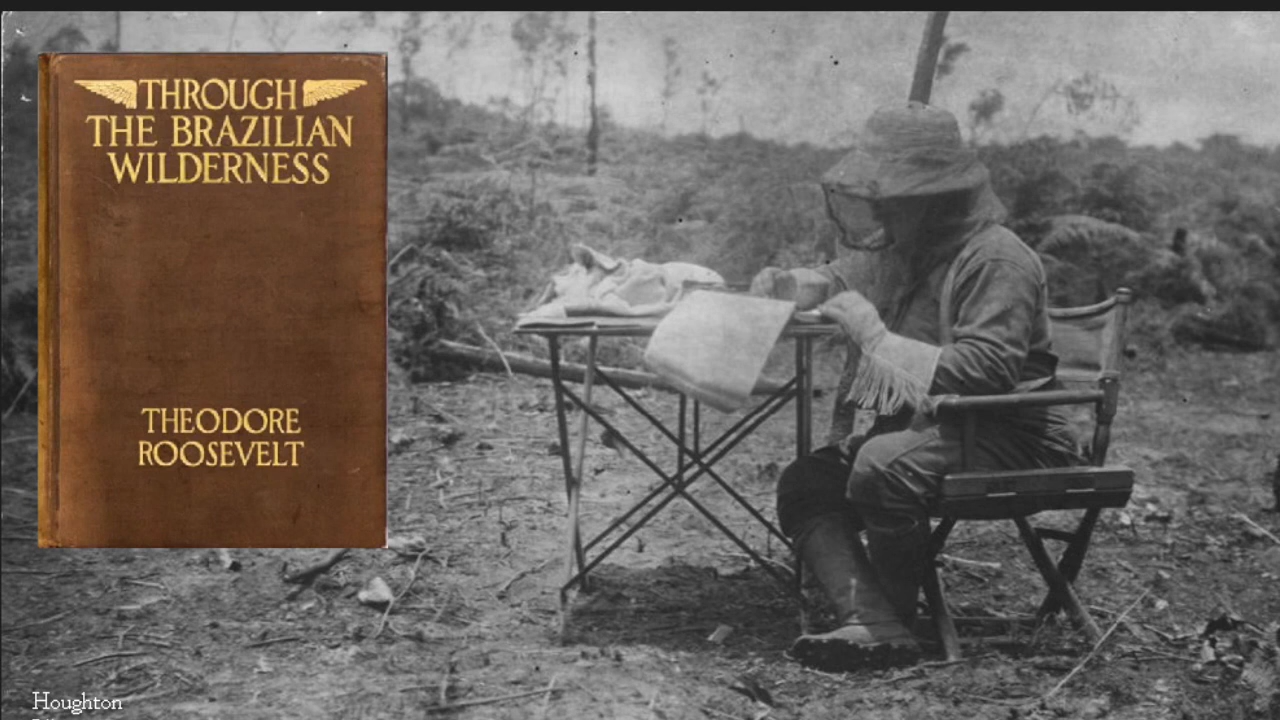 THROUGH
THE BRAZILIAN
WILDERNESS
THEODORE
ROOSEVELT
Houghton